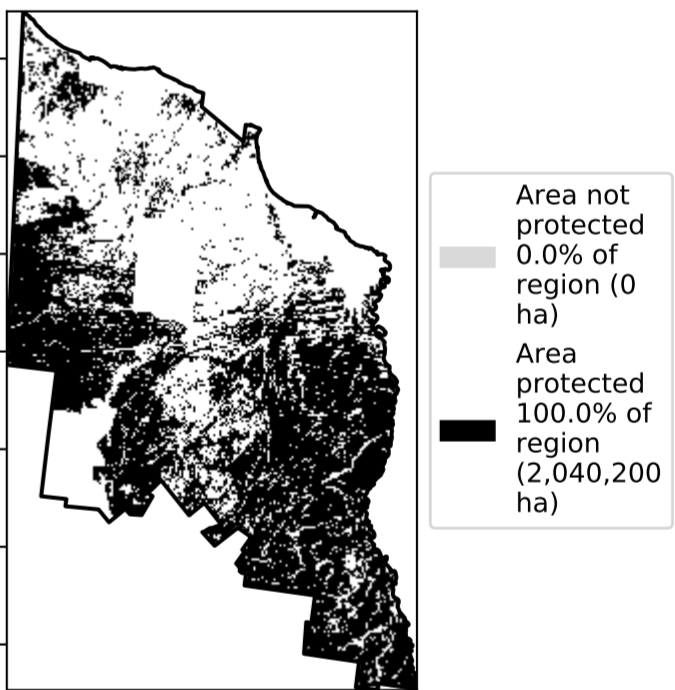 Area not
protected
0.0% of
region (0
ha)
Area
protected
100.0% of
region
(2,040,200
ha)